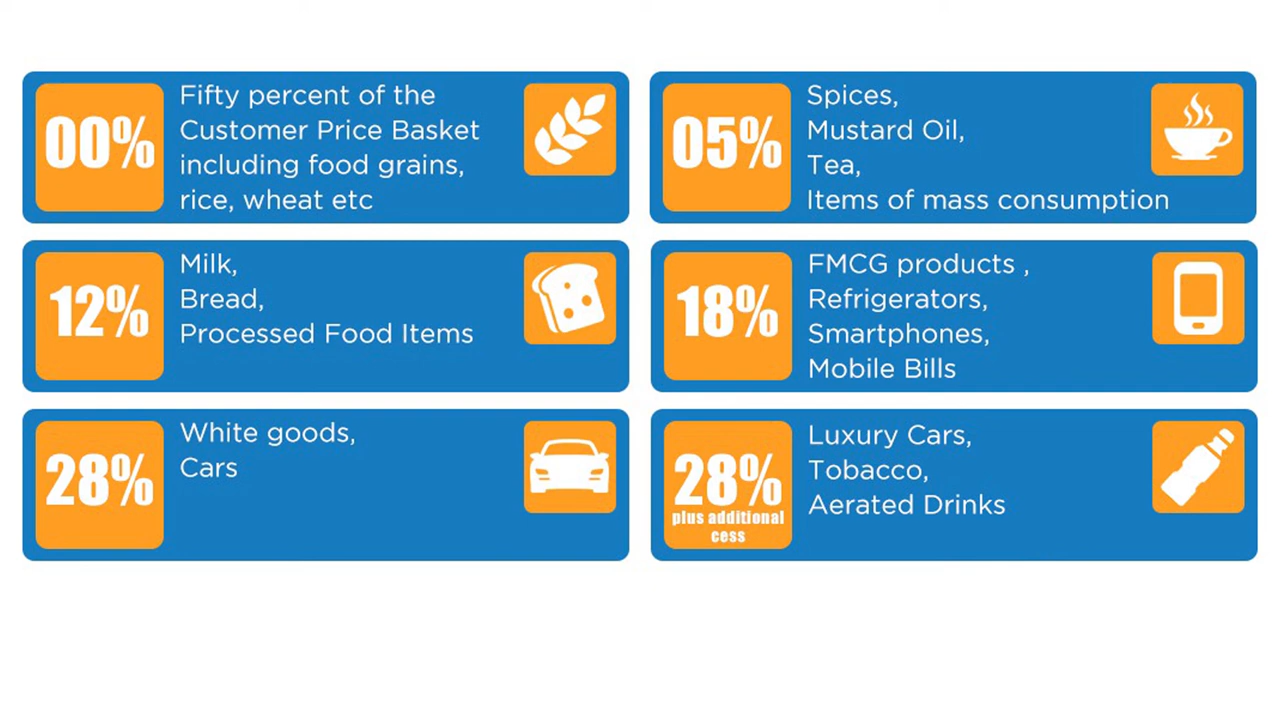 00%
Fifty percent of the
Customer Price Basket
including food grains,
rice, wheat etc
05%
Spices,
Mustard Oil,
Tea,
Items of mass consumption
12%
Milk,
Bread,
Processed Food Items
18%
FMCG products ,
Refrigerators,
Smartphones,
Mobile Bills
28%
White goods,
Cars
28%
plus additional
cess
Luxury Cars,
Tobacco,
Aerated Drinks